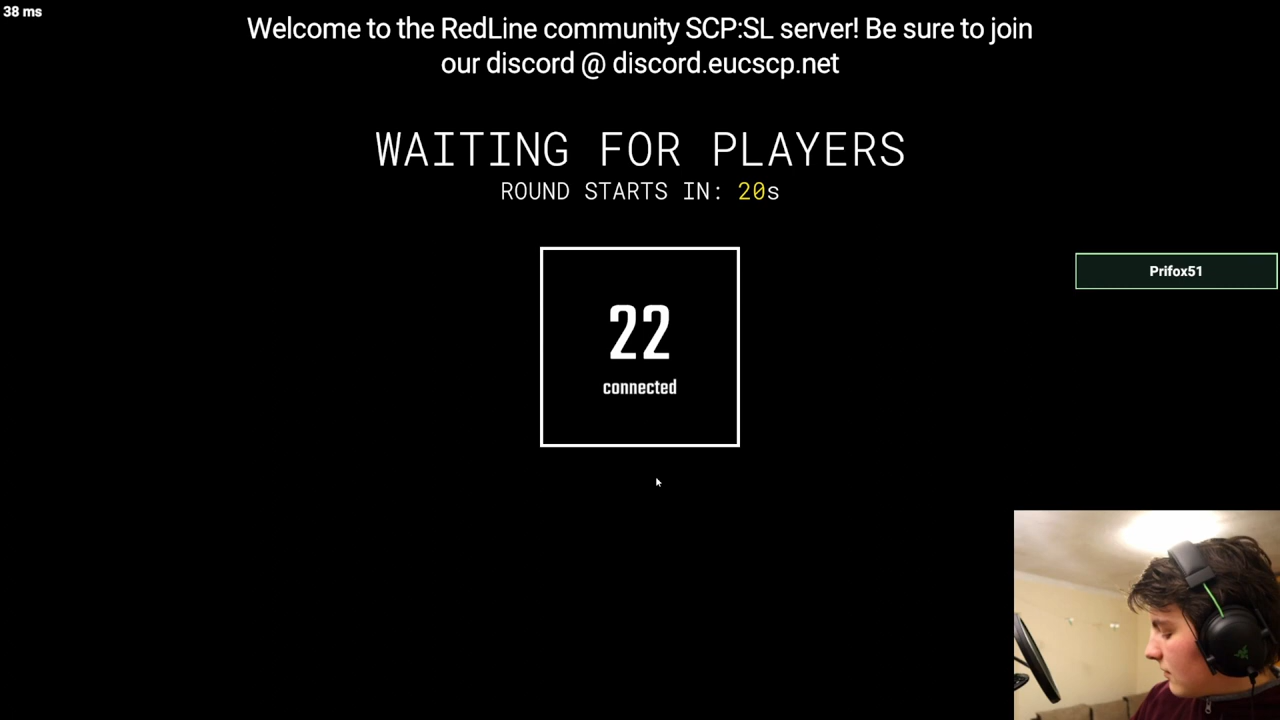 38 ms
Welcome to the RedLine community SCP:SL server! Be sure to join
our discord @ discord.eucscp.net
WAITING FOR PLAYERS
ROUND STARTS IN: 20s
Prifox51
22
connected